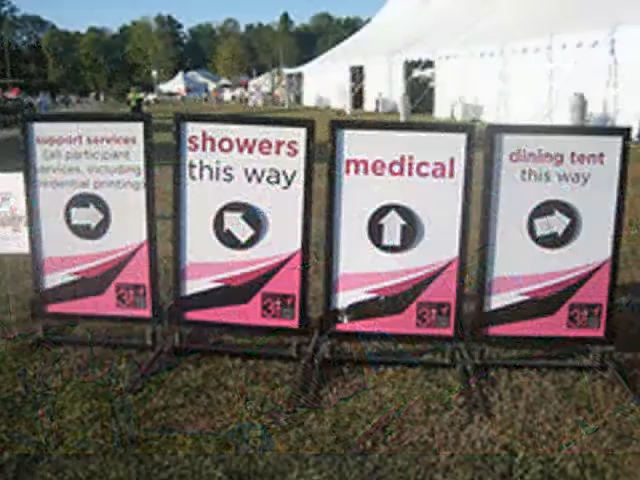 support services
(all participant
services, including
credential printing)
showers
this way
medical
dining tent
this way
3
3
3
3